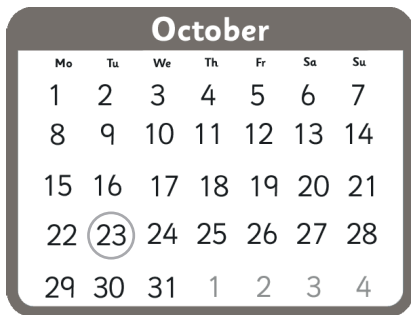 October
Mo Tu We Th Fr Sa Su
1 2 3 4 5 6 7
8 9 10 11 12 13 14
15 16 17 18 19 20 21
22 23 24 25 26 27 28
29 30 31 1 2 3 4